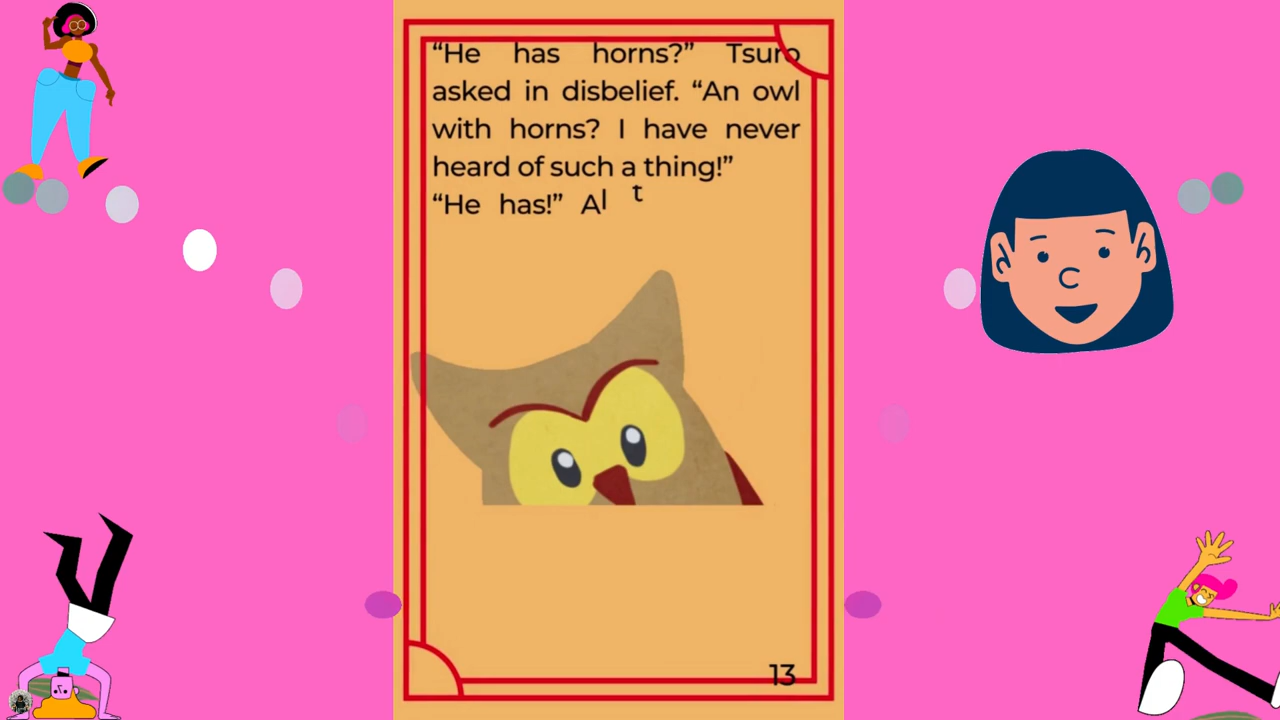 “He has horns?” Tsuro
asked in disbelief. “An owl
with horns? I have never
heard of such a thing!”
“He has!” Al t
13